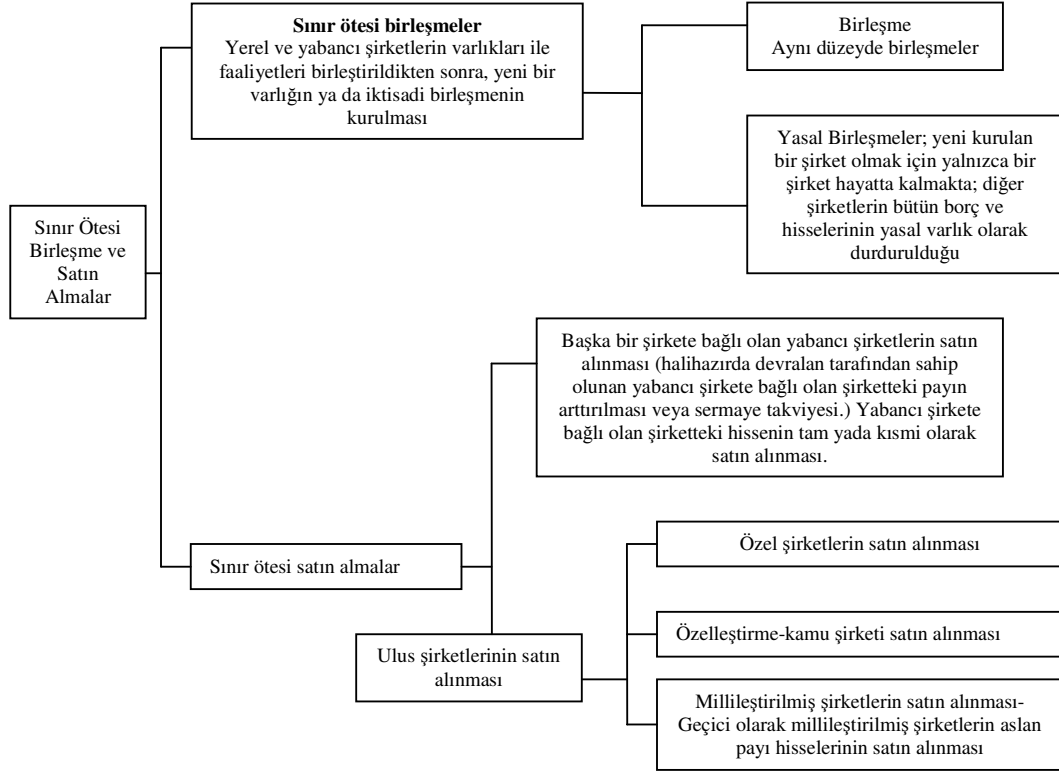 Sınır Ötesi
Birleşme ve
Satın
Almalar
Sınır ötesi birleşmeler
Yerel ve yabancı şirketlerin varlıkları ile
faaliyetleri birleştirildikten sonra, yeni bir
varlığın ya da iktisadi birleşmenin
kurulması
Birleşme
Aynı düzeyde birleşmeler
Yasal Birleşmeler; yeni kurulan
bir şirket olmak için yalnızca bir
şirket hayatta kalmakta; diğer
şirketlerin bütün borç ve
hisselerinin yasal varlık olarak
durdurulduğu
Sınır ötesi satın almalar
Başka bir şirkete bağlı olan yabancı şirketlerin satın
alınması (halihazırda devralan tarafından sahip
olunan yabancı şirkete bağlı olan şirketteki payın
arttırılması veya sermaye takviyesi.) Yabancı şirkete
bağlı olan şirketteki hissenin tam yada kısmi olarak
satın alınması.
Ulus şirketlerinin satın
alınması
Özel şirketlerin satın alınması
Özelleştirme-kamu şirketi satın alınması
Millileştirilmiş şirketlerin satın alınması-
Geçici olarak millileştirilmiş şirketlerin aslan
payı hisselerinin satın alınması